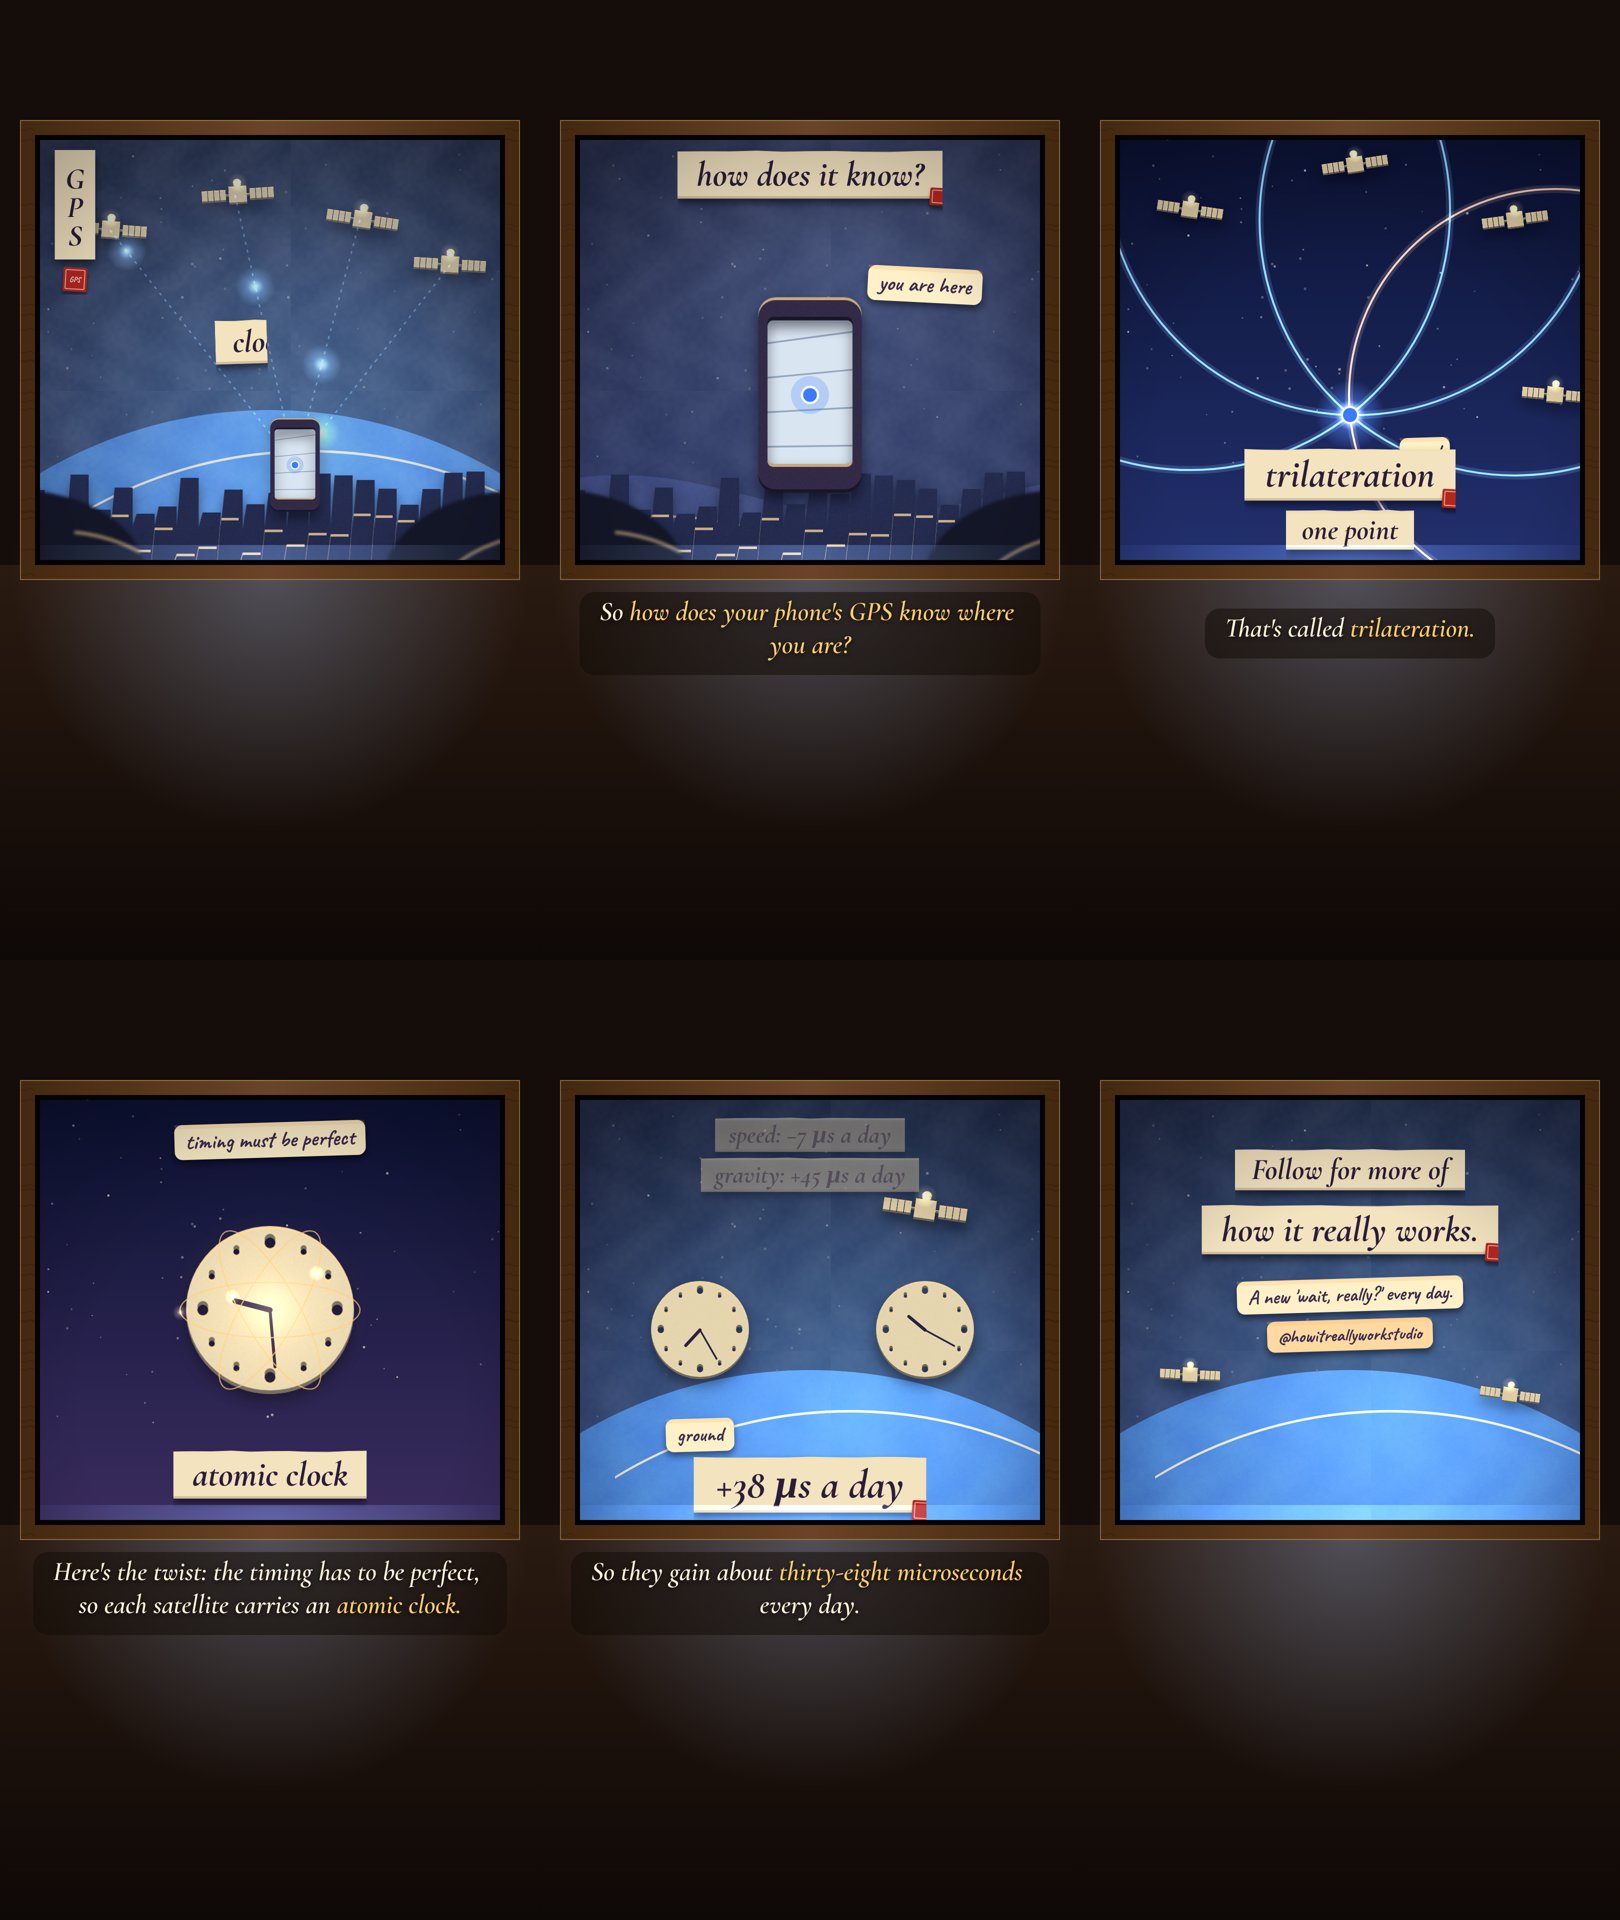 G
P
S
GPS
clo
how does it know?
you are here
So how does your phone's GPS know where
you are?
trilateration
one point
That's called trilateration.
timing must be perfect
atomic clock
Here's the twist: the timing has to be perfect,
so each satellite carries an atomic clock.
speed: −7 µs a day
gravity: +45 µs a day
ground
+38 µs a day
So they gain about thirty-eight microseconds
every day.
Follow for more of
how it really works.
A new 'wait, really?' every day.
@howitreallyworkstudio